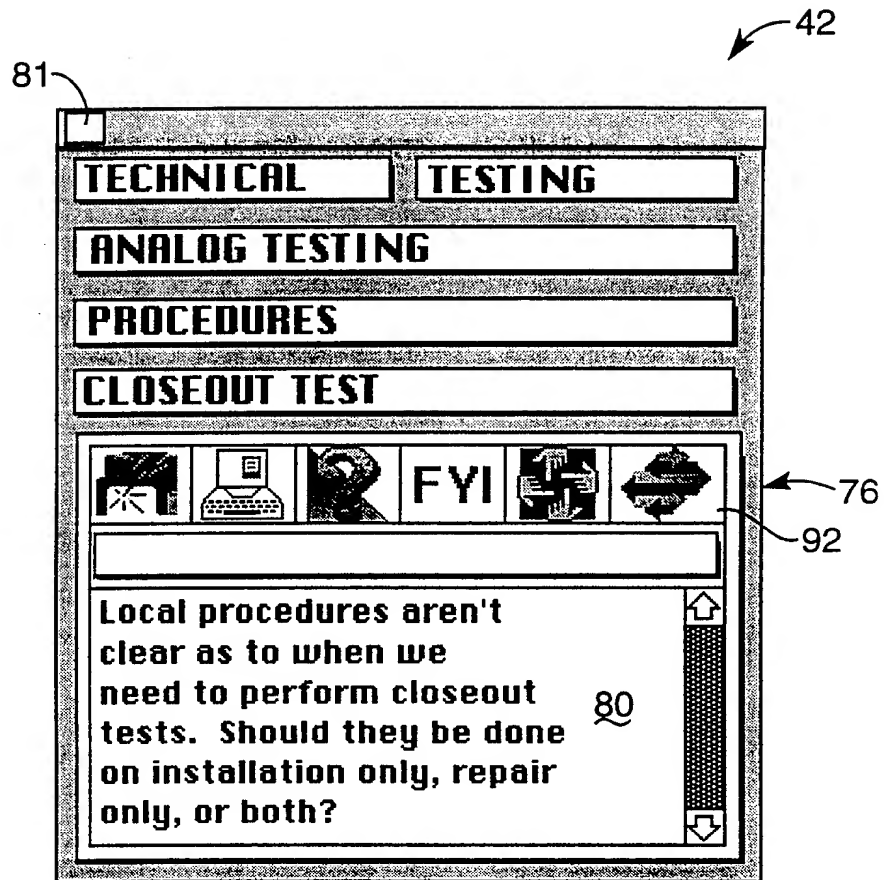 42
81
TECHNICAL TESTING
ANALOG TESTING
PROCEDURES
CLOSEOUT TEST
FYI
76
92
Local procedures aren't
clear as to when we
need to perform closeout
80
tests. Should they be done
on installation only, repair
only, or both?